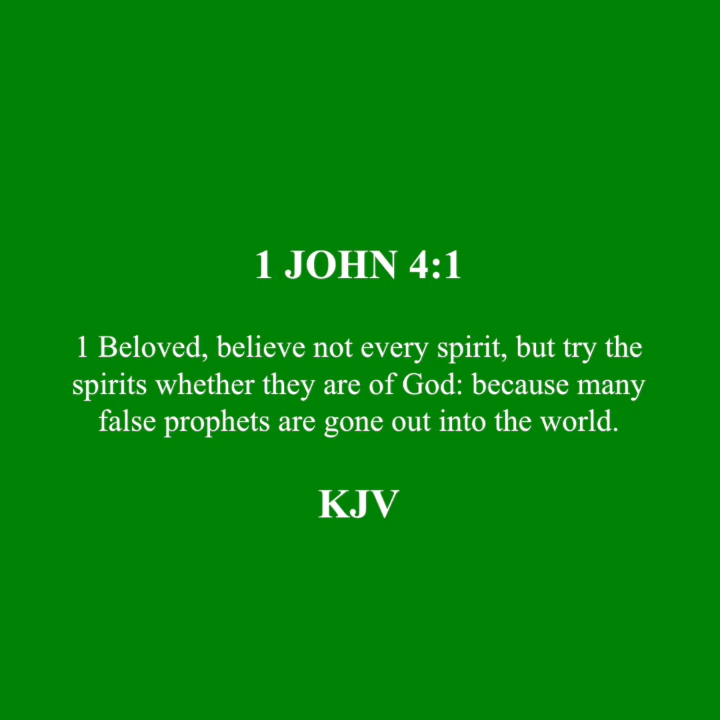 1 JOHN 4:1
1 Beloved, believe not every spirit, but try the
spirits whether they are of God: because many
false prophets are gone out into the world.
KJV